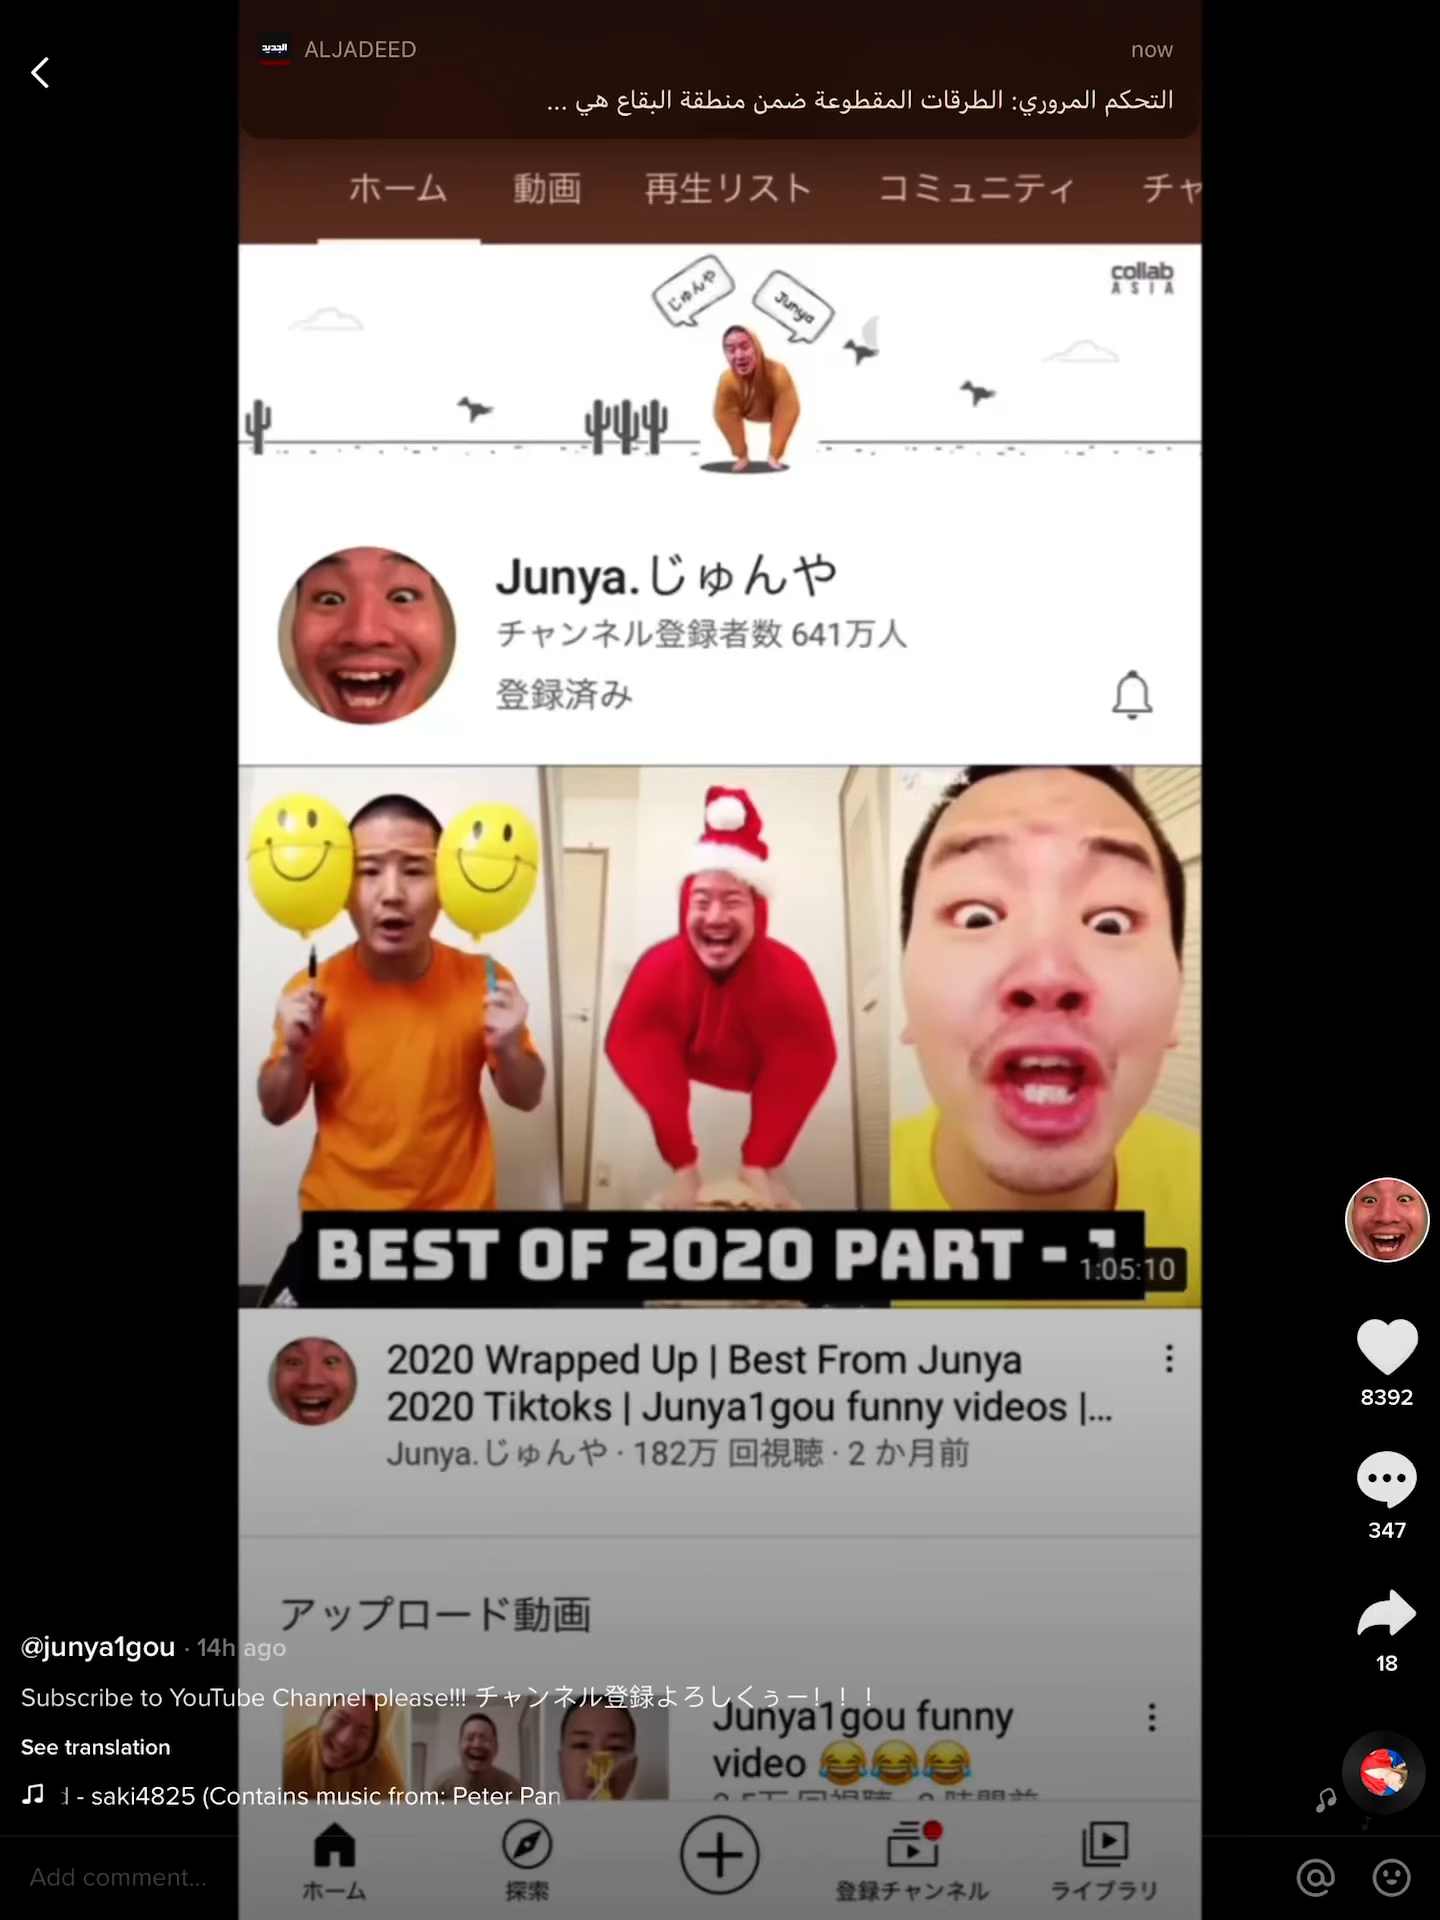 الجديد ALJADEED now
التحكم المروري: الطرقات المقطوعة ضمن منطقة البقاع هي ...
ホーム 動画 再生リスト コミュニティ チャ
collab
ASIA
じゅんや Junya
Junya.じゅんや
チャンネル登録者数 641万人
登録済み
BEST OF 2020 PART - 1
1:05:10
2020 Wrapped Up | Best From Junya
2020 Tiktoks | Junya1gou funny videos |...
Junya.じゅんや · 182万 回視聴 · 2 か月前
8392
347
18
アップロード動画
Junya1gou funny
video 😂😂😂
@junya1gou · 14h ago
Subscribe to YouTube Channel please!!! チャンネル登録よろしくぅー！！！
See translation
- saki4825 (Contains music from: Peter Pan
Add comment...
ホーム 探索 登録チャンネル ライブラリ